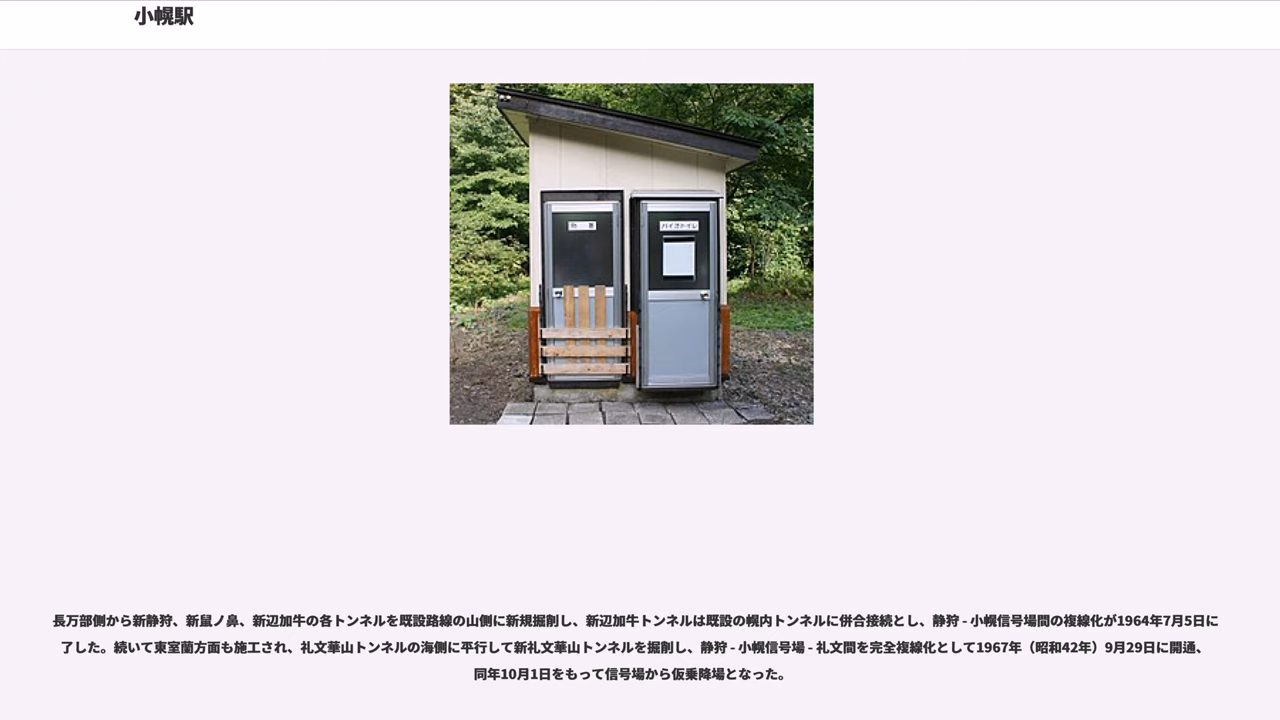 小幌駅
バイオトイレ
長万部側から新静狩、新鼠ノ鼻、新辺加牛の各トンネルを既設路線の山側に新規掘削し、新辺加牛トンネルは既設の幌内トンネルに併合接続とし、静狩 - 小幌信号場間の複線化が1964年7月5日に
了した。続いて東室蘭方面も施工され、礼文華山トンネルの海側に平行して新礼文華山トンネルを掘削し、静狩 - 小幌信号場 - 礼文間を完全複線化として1967年（昭和42年）9月29日に開通、
同年10月1日をもって信号場から仮乗降場となった。